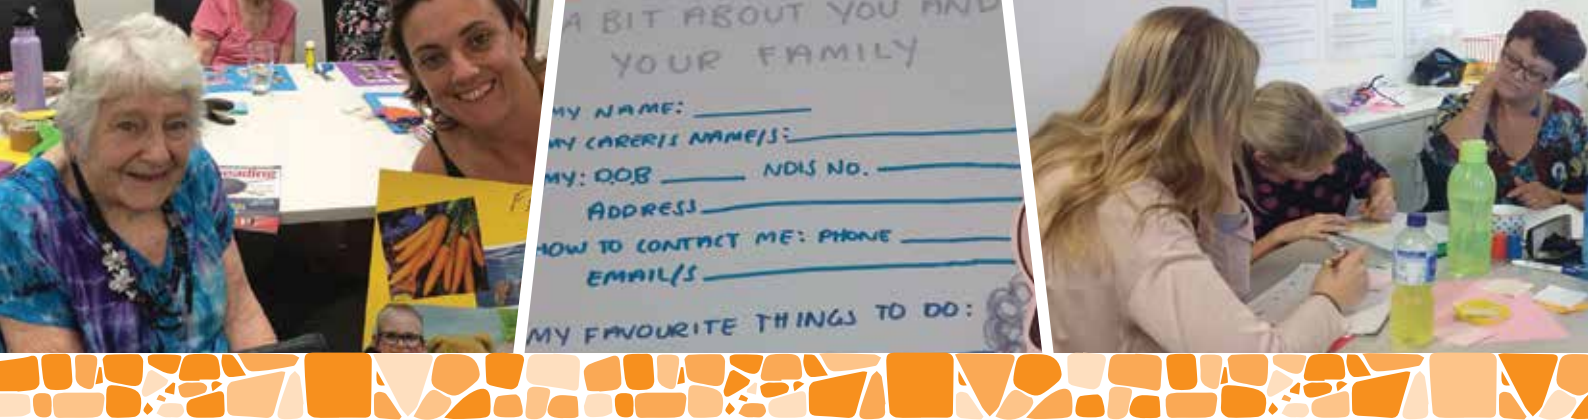 A BIT ABOUT YOU AND
YOUR FAMILY
MY NAME:
MY CARER/S NAME/S:
MY: D.O.B NDIS NO.
ADDRESS
HOW TO CONTACT ME: PHONE
EMAIL/S
MY FAVOURITE THINGS TO DO: